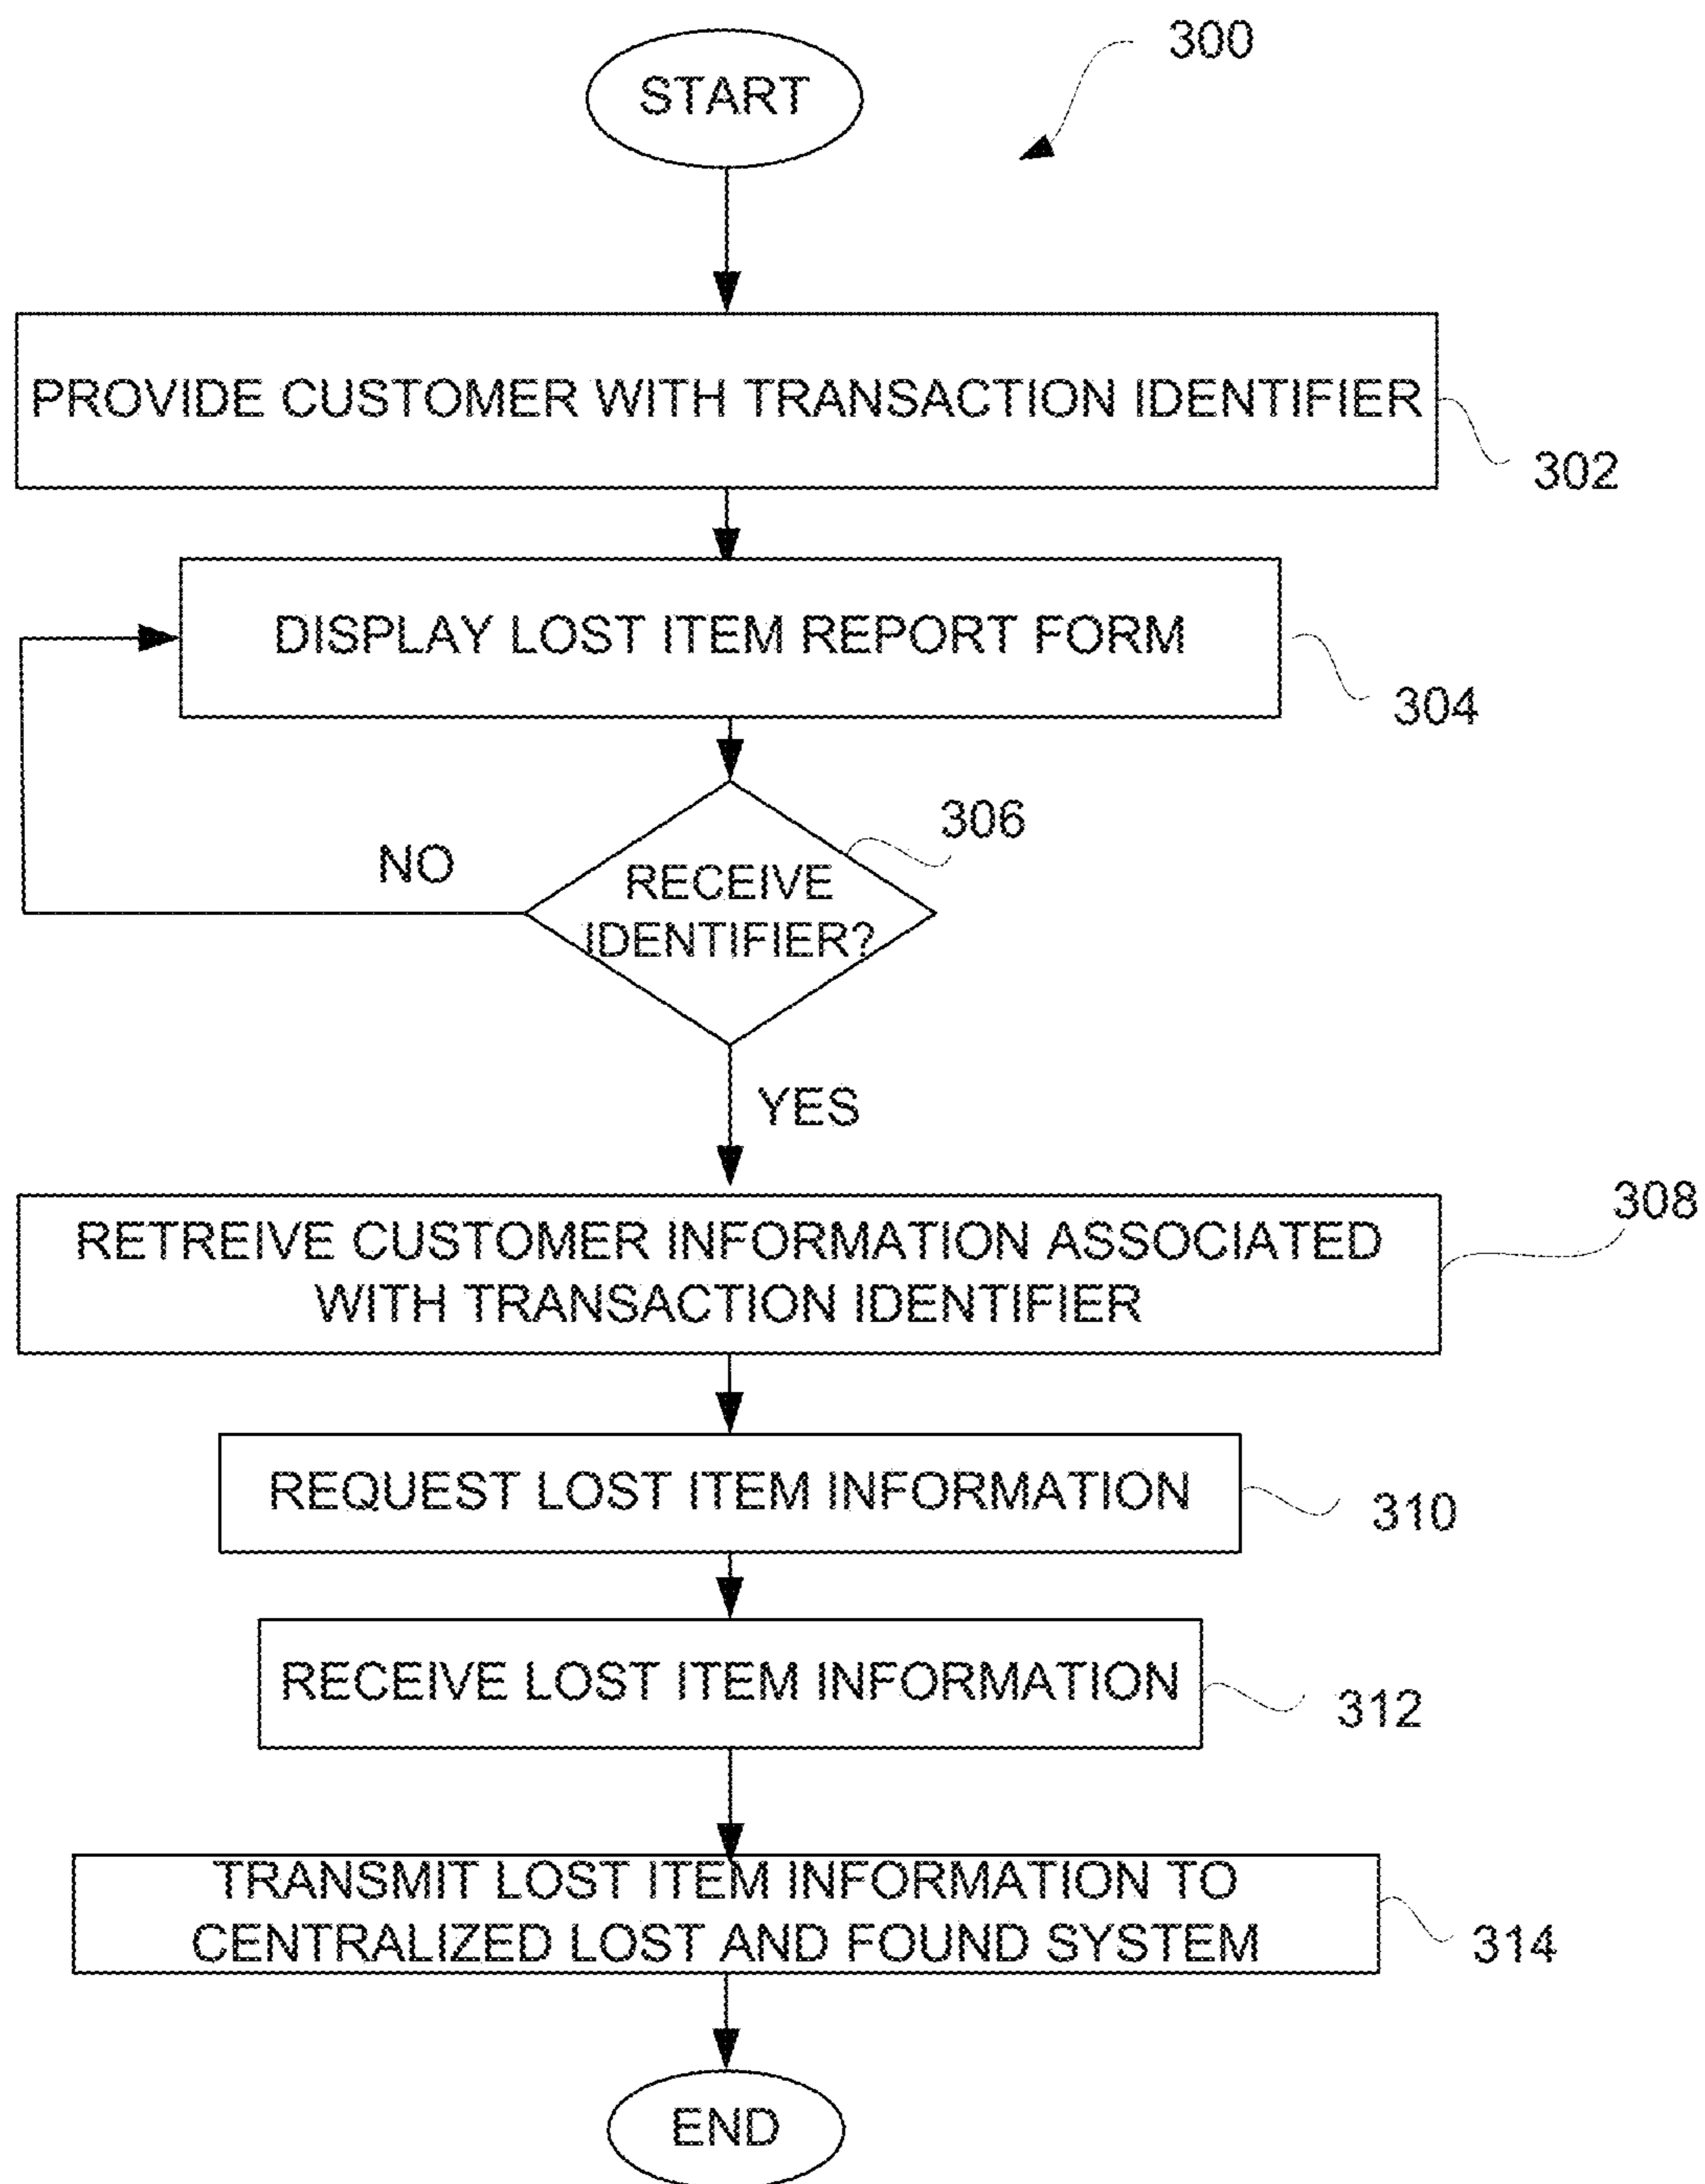 300
START
PROVIDE CUSTOMER WITH TRANSACTION IDENTIFIER
302
DISPLAY LOST ITEM REPORT FORM
304
306
NO
RECEIVE
IDENTIFIER?
YES
308
RETREIVE CUSTOMER INFORMATION ASSOCIATED
WITH TRANSACTION IDENTIFIER
REQUEST LOST ITEM INFORMATION
310
RECEIVE LOST ITEM INFORMATION
312
TRANSMIT LOST ITEM INFORMATION TO
CENTRALIZED LOST AND FOUND SYSTEM
314
END